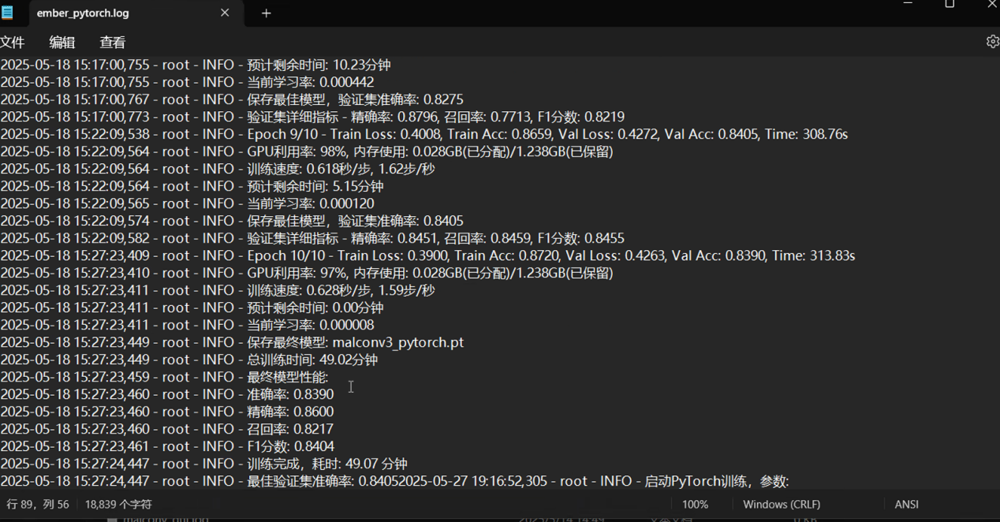 ember_pytorch.log
文件 编辑 查看
2025-05-18 15:17:00,755 - root - INFO - 预计剩余时间: 10.23分钟
2025-05-18 15:17:00,755 - root - INFO - 当前学习率: 0.000442
2025-05-18 15:17:00,767 - root - INFO - 保存最佳模型，验证集准确率: 0.8275
2025-05-18 15:17:00,773 - root - INFO - 验证集详细指标 - 精确率: 0.8796, 召回率: 0.7713, F1分数: 0.8219
2025-05-18 15:22:09,538 - root - INFO - Epoch 9/10 - Train Loss: 0.4008, Train Acc: 0.8659, Val Loss: 0.4272, Val Acc: 0.8405, Time: 308.76s
2025-05-18 15:22:09,564 - root - INFO - GPU利用率: 98%, 内存使用: 0.028GB(已分配)/1.238GB(已保留)
2025-05-18 15:22:09,564 - root - INFO - 训练速度: 0.618秒/步, 1.62步/秒
2025-05-18 15:22:09,564 - root - INFO - 预计剩余时间: 5.15分钟
2025-05-18 15:22:09,565 - root - INFO - 当前学习率: 0.000120
2025-05-18 15:22:09,574 - root - INFO - 保存最佳模型，验证集准确率: 0.8405
2025-05-18 15:22:09,582 - root - INFO - 验证集详细指标 - 精确率: 0.8451, 召回率: 0.8459, F1分数: 0.8455
2025-05-18 15:27:23,409 - root - INFO - Epoch 10/10 - Train Loss: 0.3900, Train Acc: 0.8720, Val Loss: 0.4263, Val Acc: 0.8390, Time: 313.83s
2025-05-18 15:27:23,410 - root - INFO - GPU利用率: 97%, 内存使用: 0.028GB(已分配)/1.238GB(已保留)
2025-05-18 15:27:23,411 - root - INFO - 训练速度: 0.628秒/步, 1.59步/秒
2025-05-18 15:27:23,411 - root - INFO - 预计剩余时间: 0.00分钟
2025-05-18 15:27:23,411 - root - INFO - 当前学习率: 0.000008
2025-05-18 15:27:23,449 - root - INFO - 保存最终模型: malconv3_pytorch.pt
2025-05-18 15:27:23,449 - root - INFO - 总训练时间: 49.02分钟
2025-05-18 15:27:23,459 - root - INFO - 最终模型性能:
2025-05-18 15:27:23,460 - root - INFO - 准确率: 0.8390
2025-05-18 15:27:23,460 - root - INFO - 精确率: 0.8600
2025-05-18 15:27:23,460 - root - INFO - 召回率: 0.8217
2025-05-18 15:27:23,461 - root - INFO - F1分数: 0.8404
2025-05-18 15:27:24,447 - root - INFO - 训练完成，耗时: 49.07 分钟
2025-05-18 15:27:24,447 - root - INFO - 最佳验证集准确率: 0.84052025-05-27 19:16:52,305 - root - INFO - 启动PyTorch训练，参数:
行 89，列 56 18,839 个字符 100% Windows (CRLF) ANSI